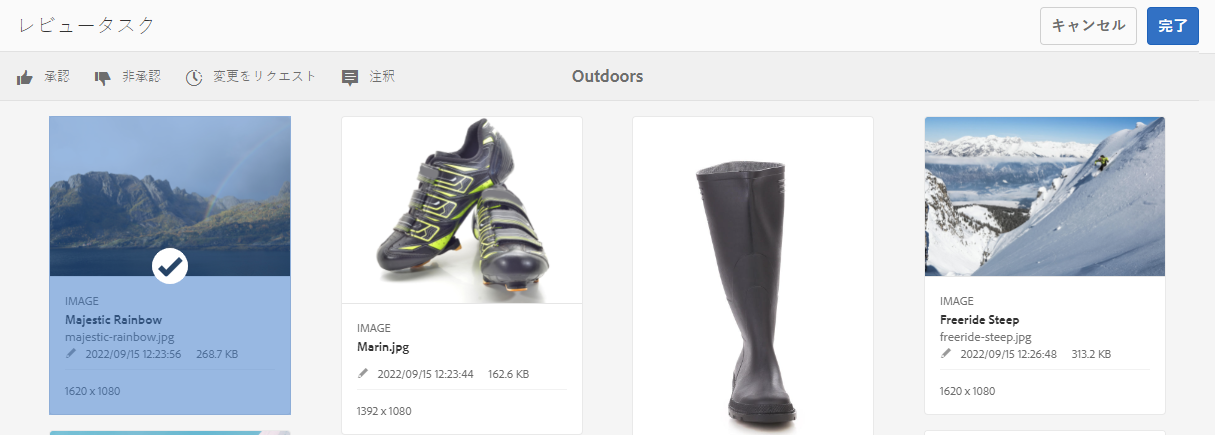 レビュータスク
キャンセル
完了
承認
非承認
変更をリクエスト
注釈
Outdoors
IMAGE
Majestic Rainbow
majestic-rainbow.jpg
2022/09/15 12:23:56 268.7 KB
1620 x 1080
IMAGE
Marin.jpg
2022/09/15 12:23:44 162.6 KB
1392 x 1080
IMAGE
Freeride Steep
freeride-steep.jpg
2022/09/15 12:26:48 313.2 KB
1620 x 1080